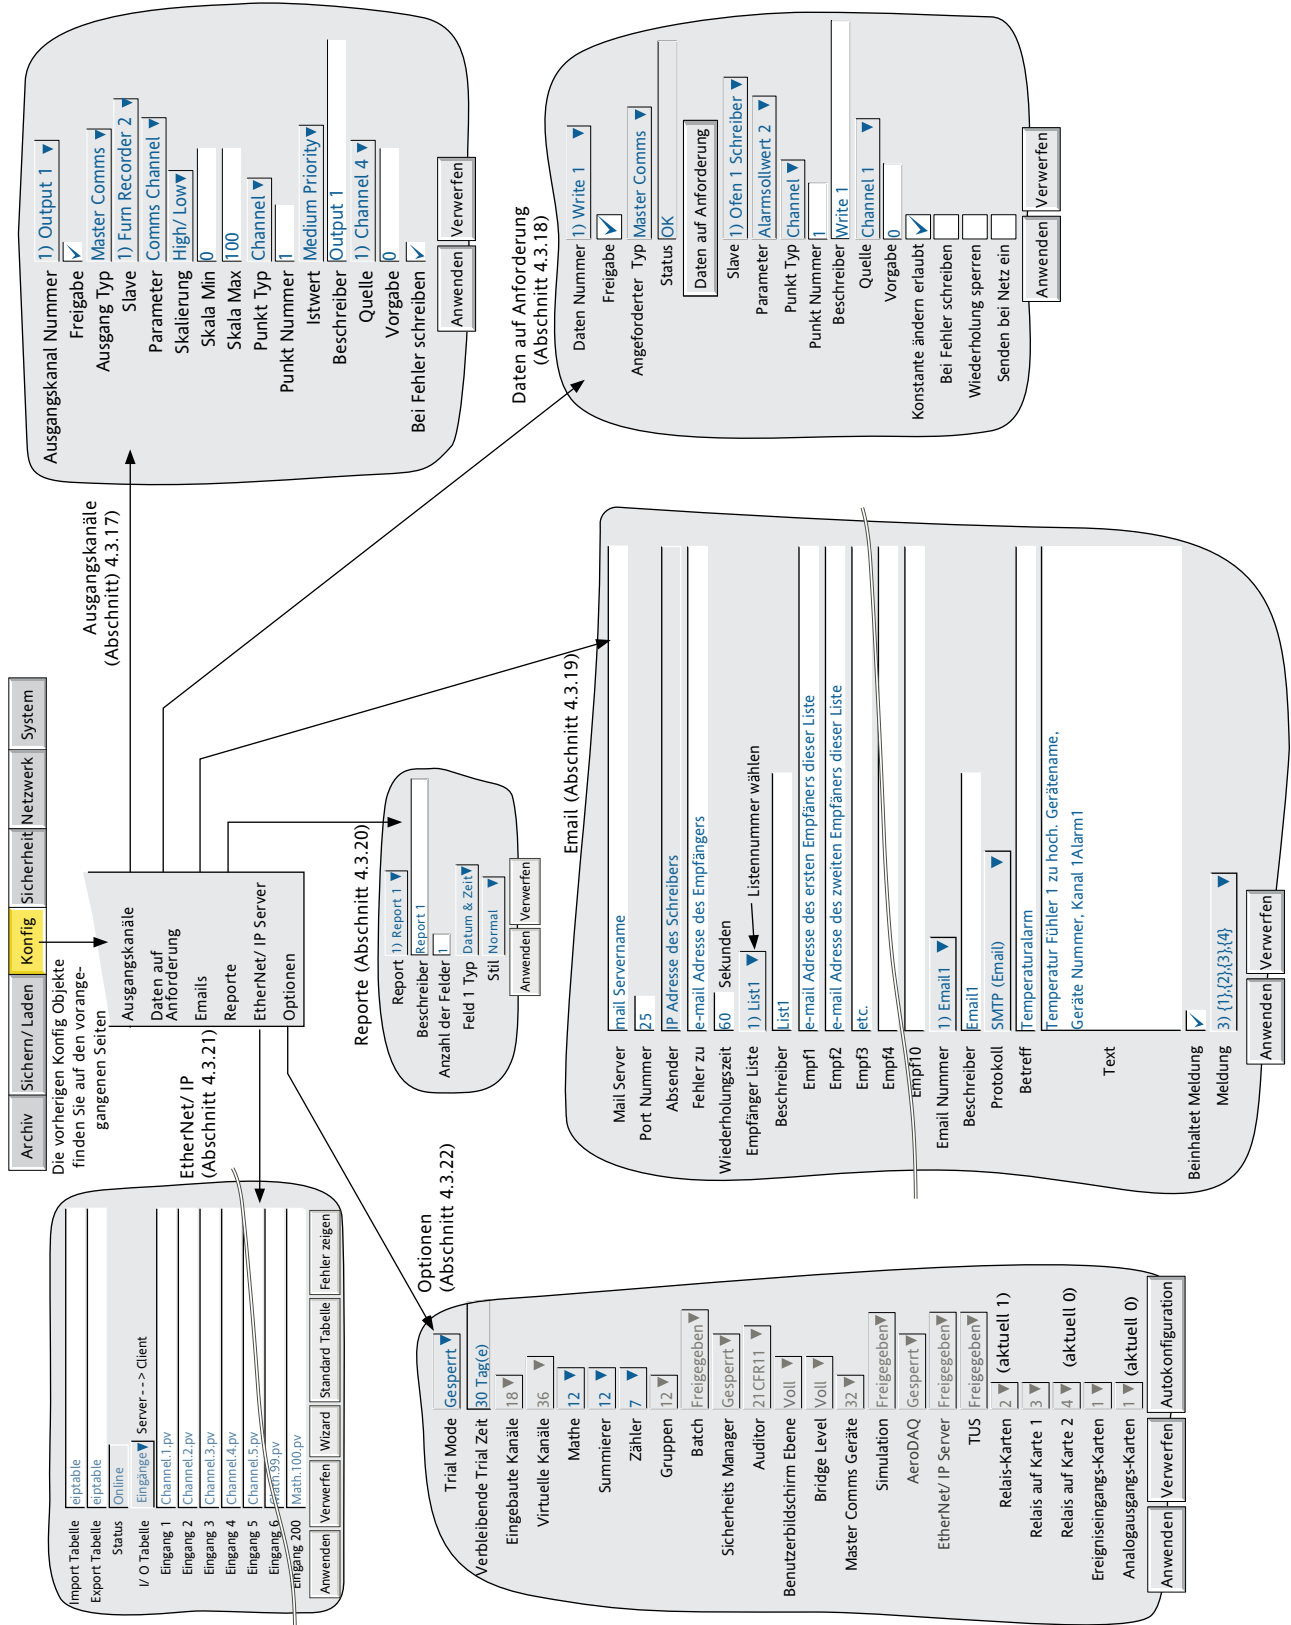 Archiv
Sichern/ Laden
Konfig
Sicherheit
Netzwerk
System
Die vorherigen Konfig Objekte
finden Sie auf den vorange-
gangenen Seiten
Ausgangskanäle
Daten auf
Anforderung
Emails
Reporte
EtherNet/ IP Server
Optionen
Ausgangskanäle
(Abschnitt) 4.3.17)
Ausgangskanal Nummer 1) Output 1
Freigabe
Ausgang Typ Master Comms
Slave 1) Furn Recorder 2
Parameter Comms Channel
Skalierung High/ Low
Skala Min 0
Skala Max 100
Punkt Typ Channel
Punkt Nummer 1
Istwert Medium Priority
Beschreiber Output 1
Quelle 1) Channel 4
Vorgabe 0
Bei Fehler schreiben
Anwenden Verwerfen
Daten auf Anforderung
(Abschnitt 4.3.18)
Daten Nummer 1) Write 1
Freigabe
Angeforderter Typ Master Comms
Status OK
Daten auf Anforderung
Slave 1) Ofen 1 Schreiber
Parameter Alarmsollwert 2
Punkt Typ Channel
Punkt Nummer 1
Beschreiber Write 1
Quelle Channel 1
Vorgabe 0
Konstante ändern erlaubt
Bei Fehler schreiben
Wiederholung sperren
Senden bei Netz ein
Anwenden Verwerfen
EtherNet/ IP
(Abschnitt 4.3.21)
Import Tabelle eiptable
Export Tabelle eiptable
Status Online
I/ O Tabelle Eingänge Server--> Client
Eingang 1 Channel.1.pv
Eingang 2 Channel.2.pv
Eingang 3 Channel.3.pv
Eingang 4 Channel.4.pv
Eingang 5 Channel.5.pv
Eingang 6 Math.99.pv
Eingang 200 Math.100.pv
Anwenden Verwerfen Wizard Standard Tabelle Fehler zeigen
Reporte (Abschnitt 4.3.20)
Report 1) Report 1
Beschreiber Report 1
Anzahl der Felder 1
Feld 1 Typ Datum & Zeit
Still Normal
Anwenden Verwerfen
Email (Abschnitt 4.3.19)
Mail Server mail Servername
Port Nummer 25
Absender IP Adresse des Schreibers
Fehler zu e-mail Adresse des Empfängers
Wiederholungszeit 60 Sekunden
Empfänger Liste 1) List1 Listennummer wählen
Beschreiber List1
Empf1 e-mail Adresse des ersten Empfäners dieser Liste
Empf2 e-mail Adresse des zweiten Empfäners dieser Liste
Empf3 etc.
Empf4
Empf10
Email Nummer 1) Email1
Beschreiber Email1
Protokoll SMTP (Email)
Betreff Temperaturalarm
Text Temperatur Fühler 1 zu hoch. Gerätename,
Geräte Nummer, Kanal 1Alarm1
Beinhaltet Meldung
Meldung 3) {1},{2},{3},{4}
Anwenden Verwerfen
Optionen
(Abschnitt 4.3.22)
Trial Mode Gesperrt
Verbleibende Trial Zeit 30 Tag(e)
Eingebaute Kanäle 18
Virtuelle Kanäle 36
Mathe 12
Summierer 12
Zähler 7
Gruppen 12
Batch Freigegeben
Sicherheits Manager Gesperrt
Auditor 21CFR11
Benutzerbildschirm Ebene Voll
Bridge Level Voll
Master Comms Geräte 32
Simulation Freigegeben
AeroDAQ Gesperrt
EtherNet/ IP Server Freigegeben
TUS Freigegeben
Relais-Karten 2 (aktuell 1)
Relais auf Karte 1 3
Relais auf Karte 2 4 (aktuell 0)
Ereigniseingangs-Karten 1
Analogausgangs-Karten 1 (aktuell 0)
Anwenden Verwerfen Autokonfiguration